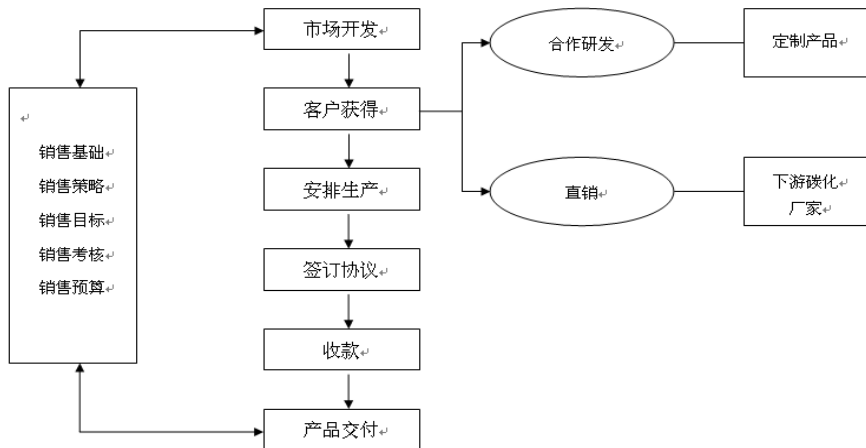 市场开发
合作研发
定制产品
客户获得
销售基础
销售策略
销售目标
销售考核
销售预算
安排生产
直销
下游碳化
厂家
签订协议
收款
产品交付